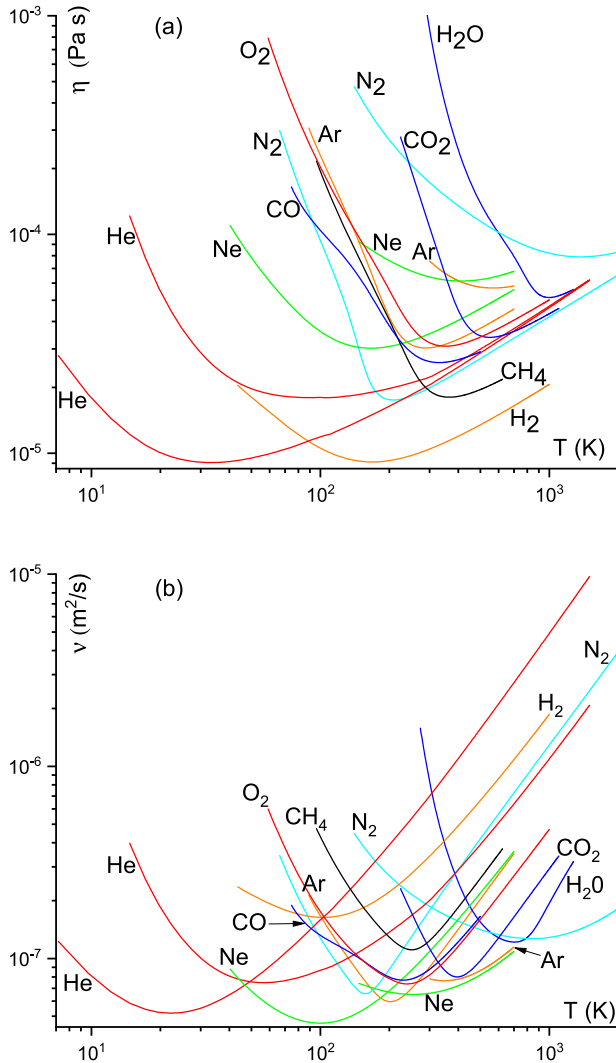 (a)
η (Pa s)
10⁻³
10⁻⁴
10⁻⁵
O₂
H₂O
N₂
Ar
N₂
CO₂
CO
He
Ne
Ne
Ar
He
CH₄
H₂
T (K)
10¹
10²
10³
(b)
ν (m²/s)
10⁻⁵
10⁻⁶
10⁻⁷
N₂
H₂
O₂
CH₄
N₂
He
Ar
CO₂
H₂0
CO
Ne
Ar
He
Ne
T (K)
10¹
10²
10³